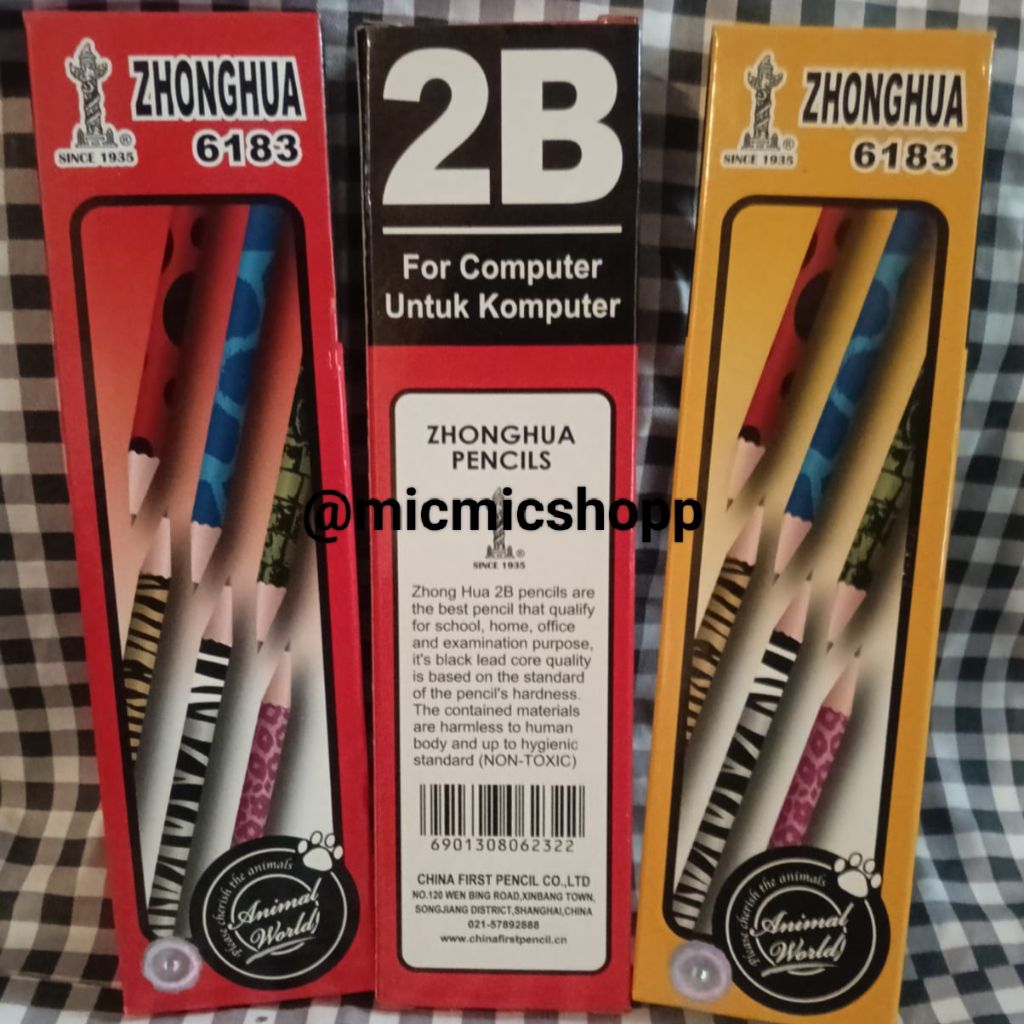 ZHONGHUA
6183
®
SINCE 1935
Please cherish the animals
Animal
World!
2B
For Computer
Untuk Komputer
ZHONGHUA
PENCILS
®
SINCE 1935
Zhong Hua 2B pencils are
the best pencil that qualify
for school, home, office
and examination purpose,
it's black lead core quality
is based on the standard
of the pencil's hardness.
The contained materials
are harmless to human
body and up to hygienic
standard (NON-TOXIC)
6901308062322
CHINA FIRST PENCIL CO.,LTD
NO.120 WEN BING ROAD,XINBANG TOWN,
SONGJIANG DISTRICT,SHANGHAI,CHINA
021-57892888
www.chinafirstpencil.cn
ZHONGHUA
6183
®
SINCE 1935
Please cherish the animals
Animal
World!
@micmicshopp